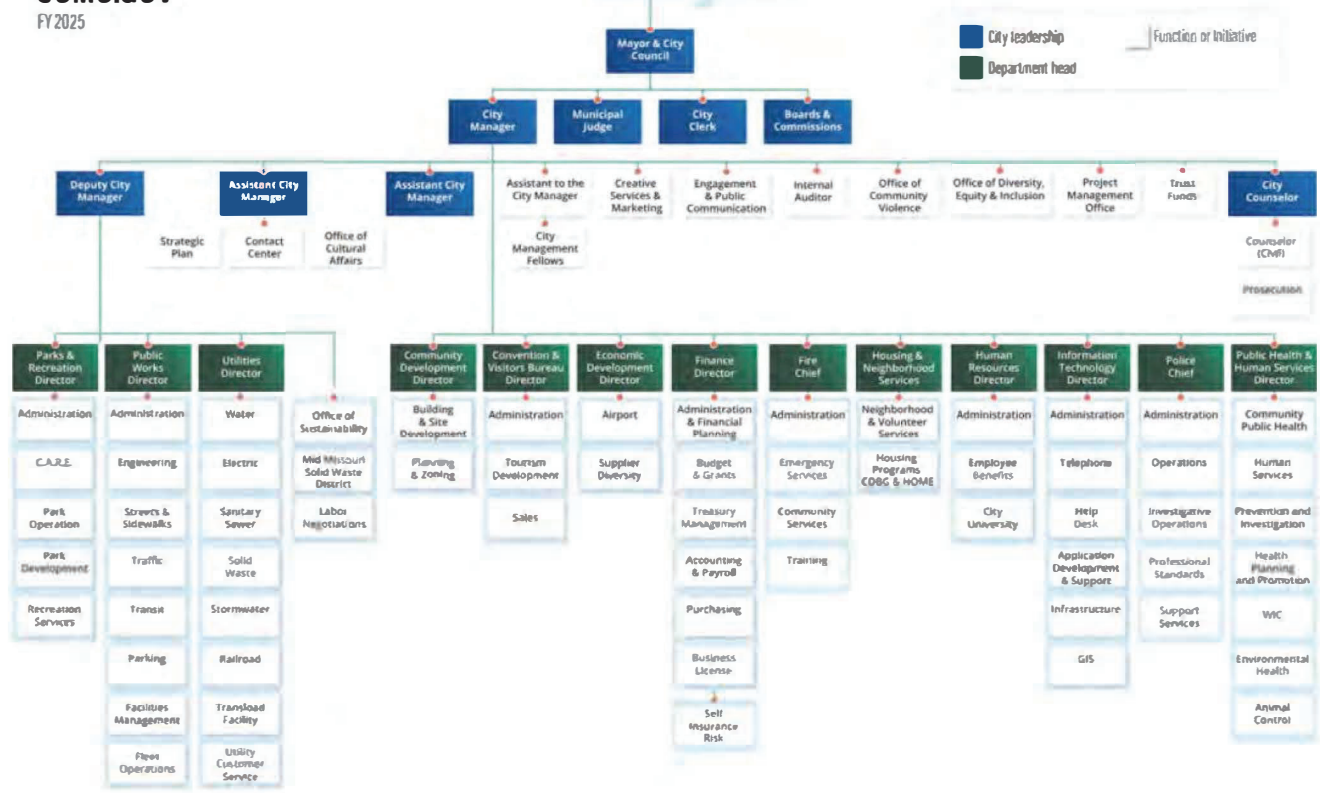 FY 2025
City leadership
Function or Initiative
Department head
Mayor & City
Council
City
Manager
Municipal
Judge
City
Clerk
Boards &
Commissions
Deputy City
Manager
Assistant City
Manager
Assistant City
Manager
Assistant to the
City Manager
Creative
Services &
Marketing
Engagement
& Public
Communication
Internal
Auditor
Office of
Community
Violence
Office of Diversity,
Equity & Inclusion
Project
Management
Office
Trust
Funds
City
Counselor
Strategic
Plan
Contact
Center
Office of
Cultural
Affairs
City
Management
Fellows
Counselor
Prosecution
Parks &
Recreation
Director
Administration
C.A.R.E.
Park
Operation
Park
Development
Recreation
Services
Public
Works
Director
Administration
Engineering
Streets &
Sidewalks
Traffic
Transit
Parking
Facilities
Management
Fleet
Operations
Utilities
Director
Water
Electric
Sanitary
Sewer
Solid
Waste
Stormwater
Railroad
Transload
Facility
Utility
Customer
Service
Office of
Sustainability
Mid Missouri
Solid Waste
District
Labor
Negotiations
Community
Development
Director
Building
& Site
Development
Planning
& Zoning
Convention &
Visitors Bureau
Director
Administration
Tourism
Development
Sales
Economic
Development
Director
Airport
Supplier
Diversity
Finance
Director
Administration
& Financial
Planning
Budget
& Grants
Treasury
Management
Accounting
& Payroll
Purchasing
Business
License
Self
Insurance
Risk
Fire
Chief
Administration
Emergency
Services
Community
Services
Training
Housing &
Neighborhood
Services
Neighborhood
& Volunteer
Services
Housing
Programs
CDBG & HOME
Human
Resources
Director
Administration
Employee
Benefits
City
University
Information
Technology
Director
Administration
Telephone
Help
Desk
Application
Development
& Support
Infrastructure
GIS
Police
Chief
Administration
Operations
Investigative
Operations
Professional
Standards
Support
Services
Public Health &
Human Services
Director
Community
Public Health
Human
Services
Prevention and
Investigation
Health
Planning
and Promotion
WIC
Environmental
Health
Animal
Control